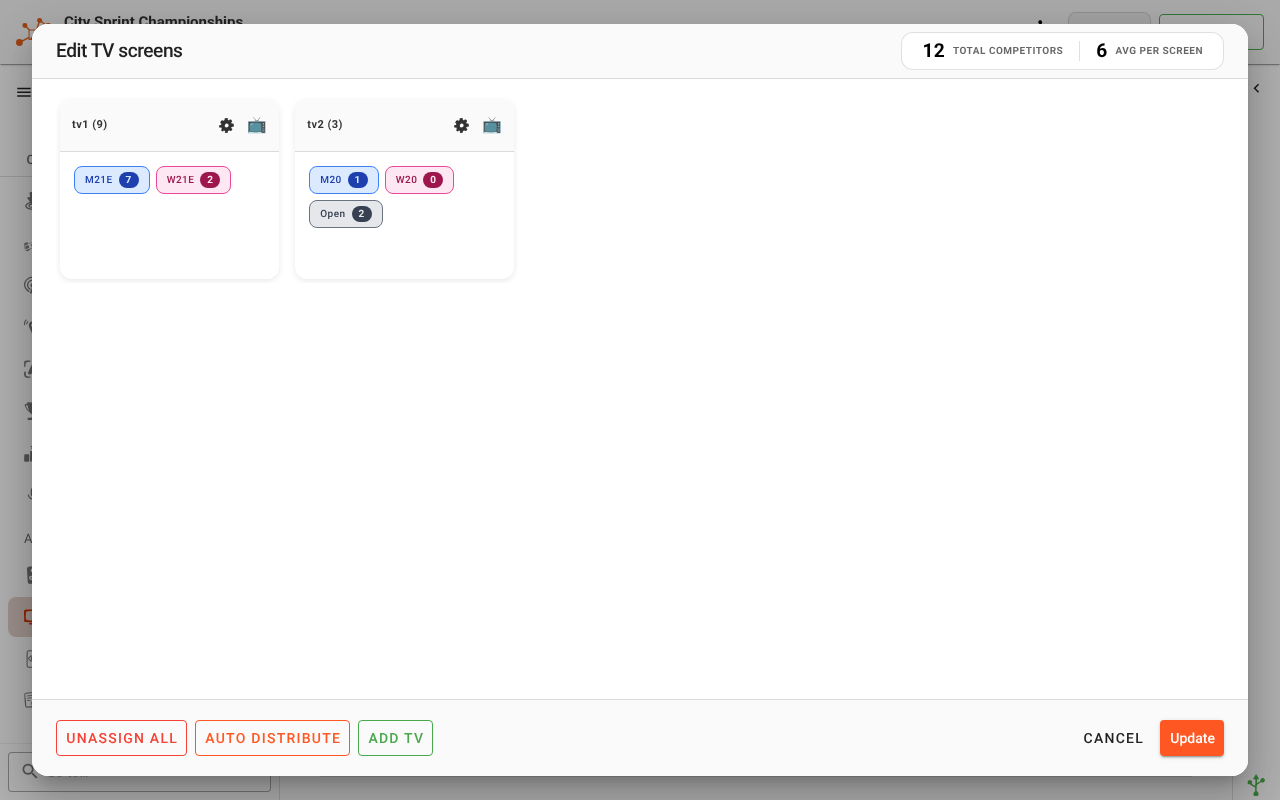 City Sprint Championships
Edit TV screens
12 TOTAL COMPETITORS
6 AVG PER SCREEN
tv1 (9)
M21E 7
W21E 2
tv2 (3)
M20 1
W20 0
Open 2
UNASSIGN ALL
AUTO DISTRIBUTE
ADD TV
CANCEL
Update